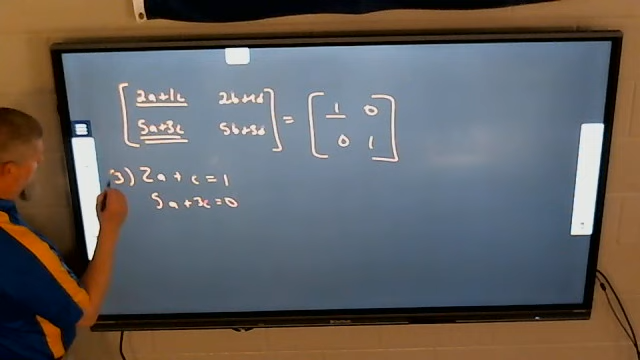 [2a+1c 2b+1d] = [1 0]
[5a+3c 5b+3d] [0 1]
3) 2a + c = 1
5a + 3c = 0